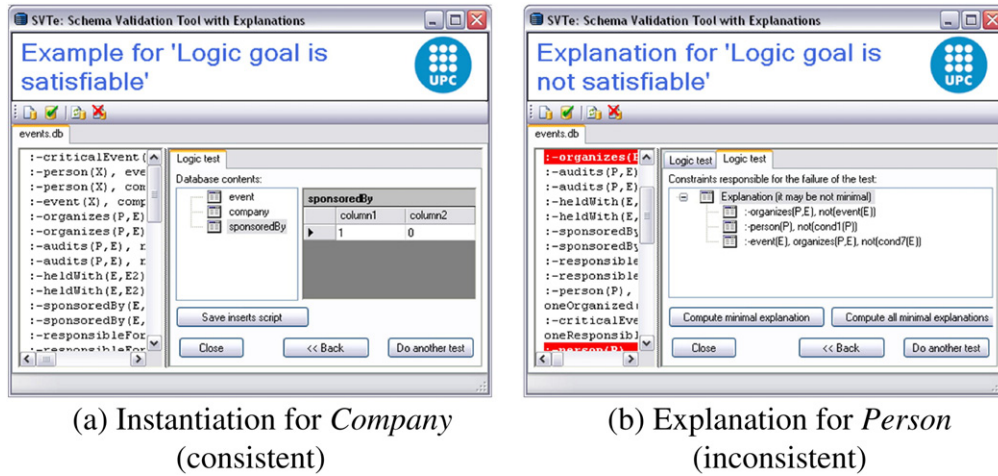 SVTe: Schema Validation Tool with Explanations
Example for 'Logic goal is
satisfiable'
UPC
events.db
:-criticalEvent(
:-person(X), eve
:-person(X), com
:-event(X), comp
:-organizes(P,E)
:-organizes(P,E)
:-audits(P,E), n
:-audits(P,E), r
:-heldWith(E,E2)
:-heldWith(E,E2)
:-sponsoredBy(E,
:-sponsoredBy(E,
:-responsibleFor
:-responsibleFor
Logic test
Database contents:
event
company
sponsoredBy
sponsoredBy
column1 column2
1 0
Save inserts script
Close
<< Back
Do another test
(a) Instantiation for Company
(consistent)
SVTe: Schema Validation Tool with Explanations
Explanation for 'Logic goal is
not satisfiable'
UPC
events.db
:-organizes(E
:-audits(P,E)
:-audits(P,E)
:-heldWith(E,
:-heldWith(E,
:-sponsoredBy
:-sponsoredBy
:-responsible
:-responsible
:-person(P),
oneOrganized
:-criticalEve
oneResponsibl
:-person(P)
Logic test Logic test
Constraints responsible for the failure of the test:
Explanation (it may be not minimal)
:-organizes(P,E), not(event(E))
:-person(P), not(cond1(P))
:-event(E), organizes(P,E), not(cond7(E))
Compute minimal explanation
Compute all minimal explanations
Close
<< Back
Do another test
(b) Explanation for Person
(inconsistent)